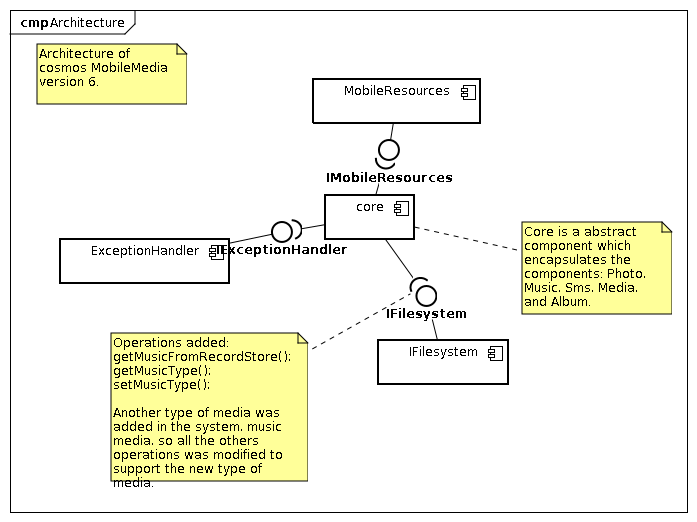 cmp Architecture
Architecture of
cosmos MobileMedia
version 6.
MobileResources
IMobileResources
core
ExceptionHandler
IExceptionHandler
Core is a abstract
component which
encapsulates the
components: Photo,
Music, Sms, Media,
and Album.
IFilesystem
IFilesystem
Operations added:
getMusicFromRecordStore();
getMusicType();
setMusicType();
Another type of media was
added in the system, music
media, so all the others
operations was modified to
support the new type of
media.